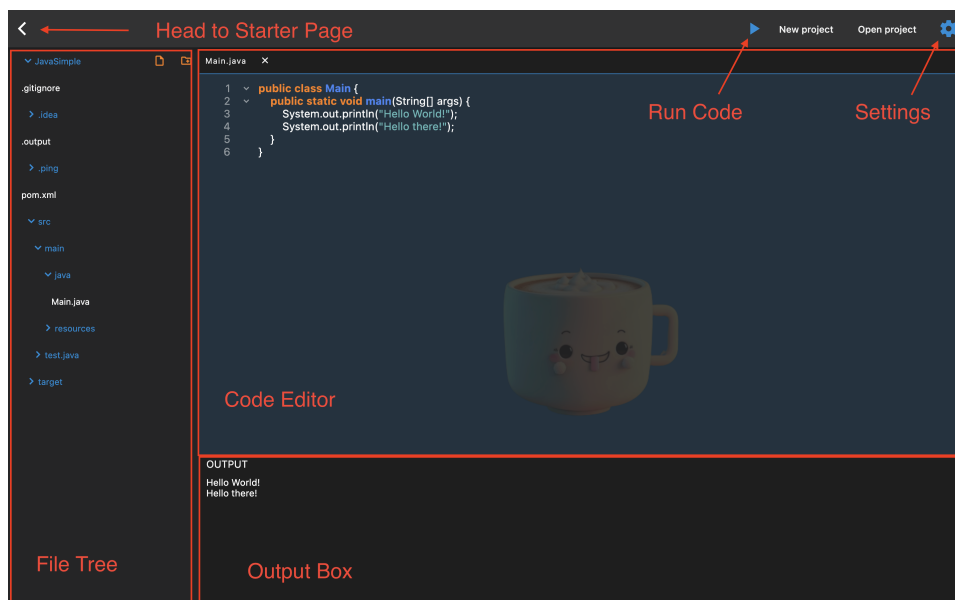 Head to Starter Page
New project
Open project
Run Code
Settings
JavaSimple
.gitignore
.idea
.output
.ping
pom.xml
src
main
java
Main.java
resources
test.java
target
File Tree
Main.java ×
1 public class Main {
2 public static void main(String[] args) {
3 System.out.println("Hello World!");
4 System.out.println("Hello there!");
5 }
6 }
Code Editor
OUTPUT
Hello World!
Hello there!
Output Box